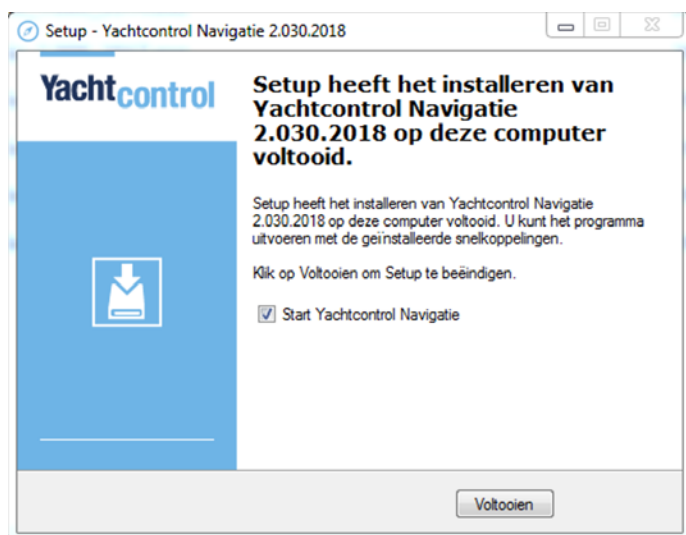 Setup - Yachtcontrol Navigatie 2.030.2018
Yachtcontrol
Setup heeft het installeren van
Yachtcontrol Navigatie
2.030.2018 op deze computer
voltooid.
Setup heeft het installeren van Yachtcontrol Navigatie
2.030.2018 op deze computer voltooid. U kunt het programma
uitvoeren met de geïnstalleerde snelkoppelingen.
Klik op Voltooien om Setup te beëindigen.
Start Yachtcontrol Navigatie
Voltooien